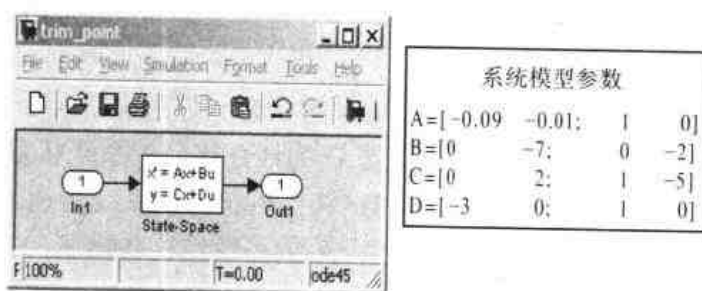 trim_point
File Edit View Simulation Format Tools Help
1
In1
x' = Ax+Bu
y = Cx+Du
State-Space
1
Out1
F 100% T=0.00 ode45
系统模型参数
A=[ -0.09 -0.01; 1 0]
B=[0 -7; 0 -2]
C=[0 2; 1 -5]
D=[ -3 0; 1 0]